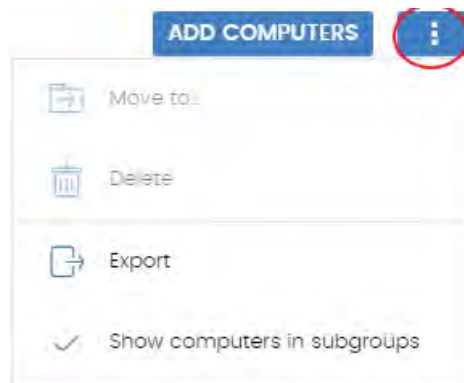 ADD COMPUTERS
Move to...
Delete
Export
Show computers in subgroups